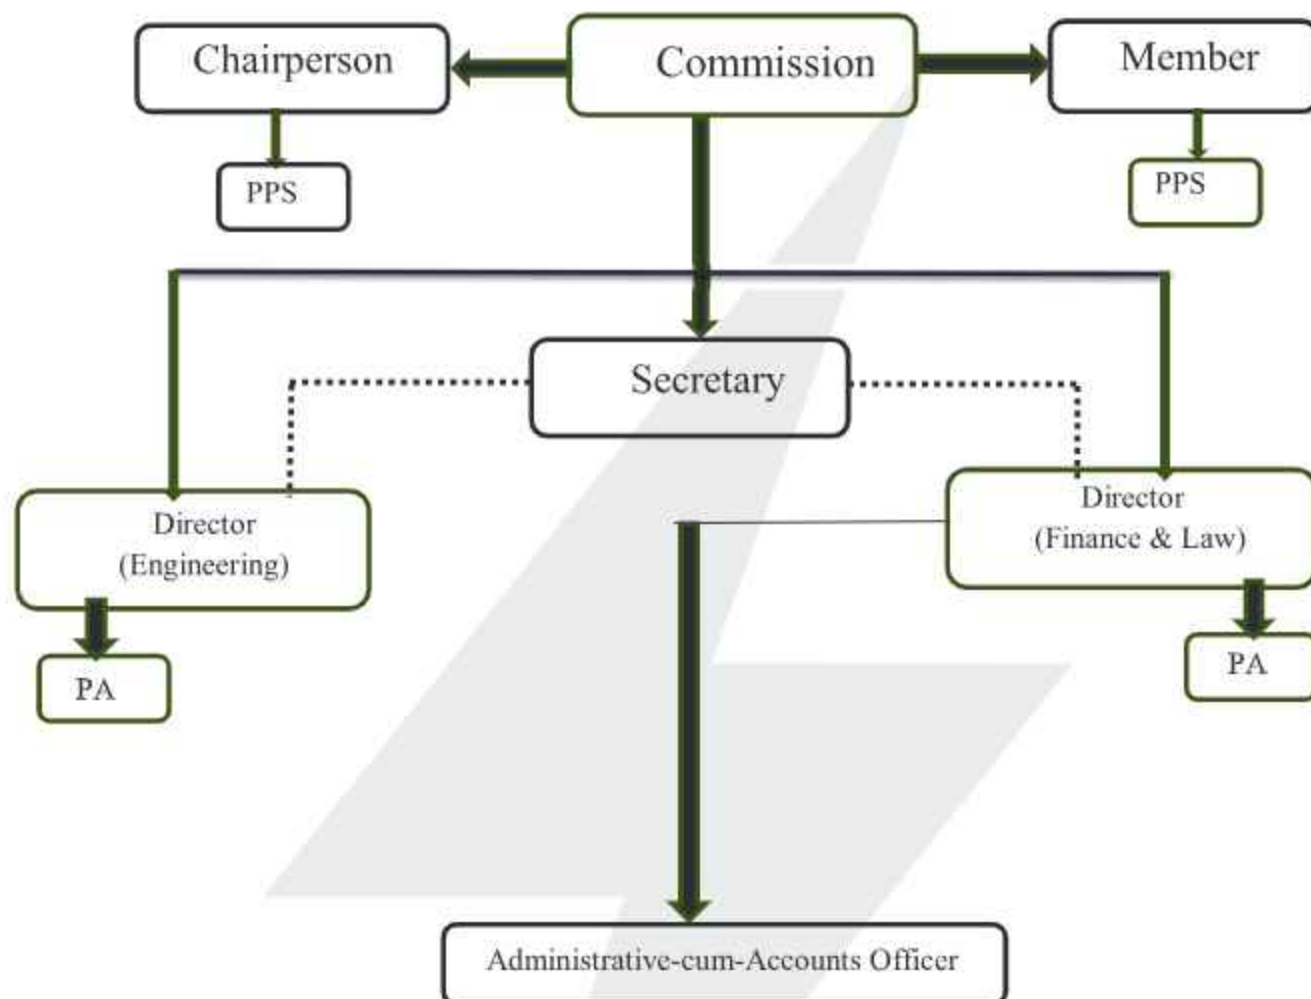 Chairperson
Commission
Member
PPS
PPS
Secretary
Director
(Engineering)
Director
(Finance & Law)
PA
PA
Administrative-cum-Accounts Officer